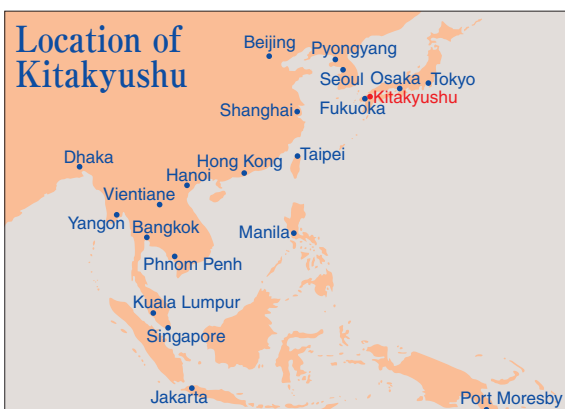 Location of
Kitakyushu
Beijing
Pyongyang
Seoul
Osaka
Tokyo
Kitakyushu
Fukuoka
Shanghai
Taipei
Hong Kong
Dhaka
Hanoi
Vientiane
Yangon
Bangkok
Manila
Phnom Penh
Kuala Lumpur
Singapore
Jakarta
Port Moresby